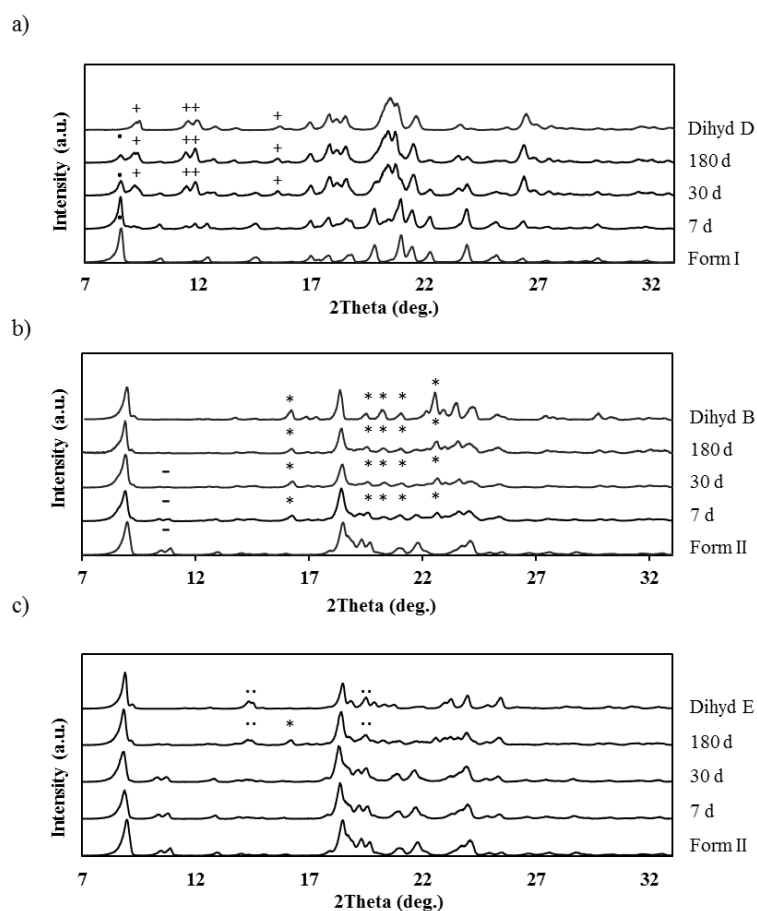 a)
Intensity (a.u.)
+ ++ +
Dihyd D
+ ++ +
180 d
+ ++ +
30 d
7 d
Form I
7 12 17 22 27 32
2Theta (deg.)
b)
Intensity (a.u.)
* * * * *
Dihyd B
* * * * *
180 d
- * * * * *
30 d
- * * * * *
7 d
-
Form II
7 12 17 22 27 32
2Theta (deg.)
c)
Intensity (a.u.)
.. ..
Dihyd E
.. * ..
180 d
30 d
7 d
Form II
7 12 17 22 27 32
2Theta (deg.)